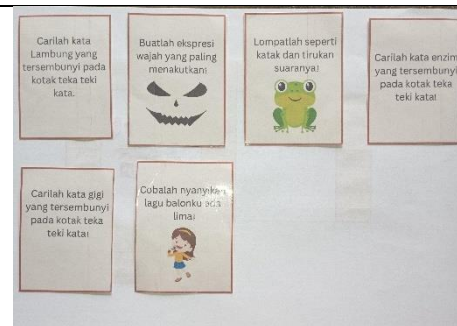 Carilah kata
Lambung yang
tersembunyi pada
kotak teka teki
kata.
Buatlah ekspresi
wajah yang paling
menakutkan!
Lompatlah seperti
katak dan tirukan
suaranya!
Carilah kata enzim
yang tersembunyi
pada kotak teka
teki kata!
Carilah kata gigi
yang tersembunyi
pada kotak teka
teki kata!
Cobalah nyanyikan
lagu balonku ada
lima!